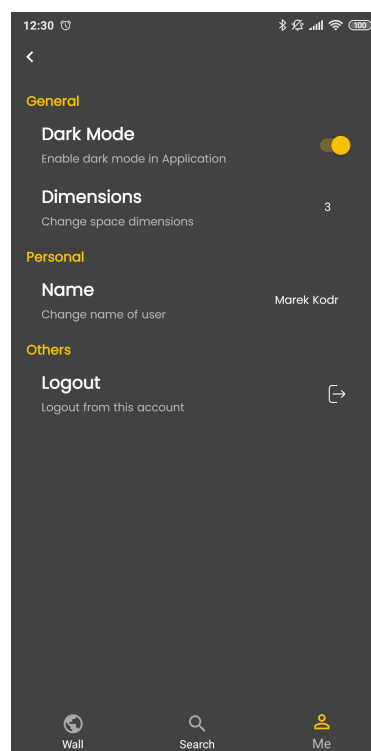 12:30
100
General
Dark Mode
Enable dark mode in Application
Dimensions
Change space dimensions
3
Personal
Name
Change name of user
Marek Kodr
Others
Logout
Logout from this account
Wall
Search
Me